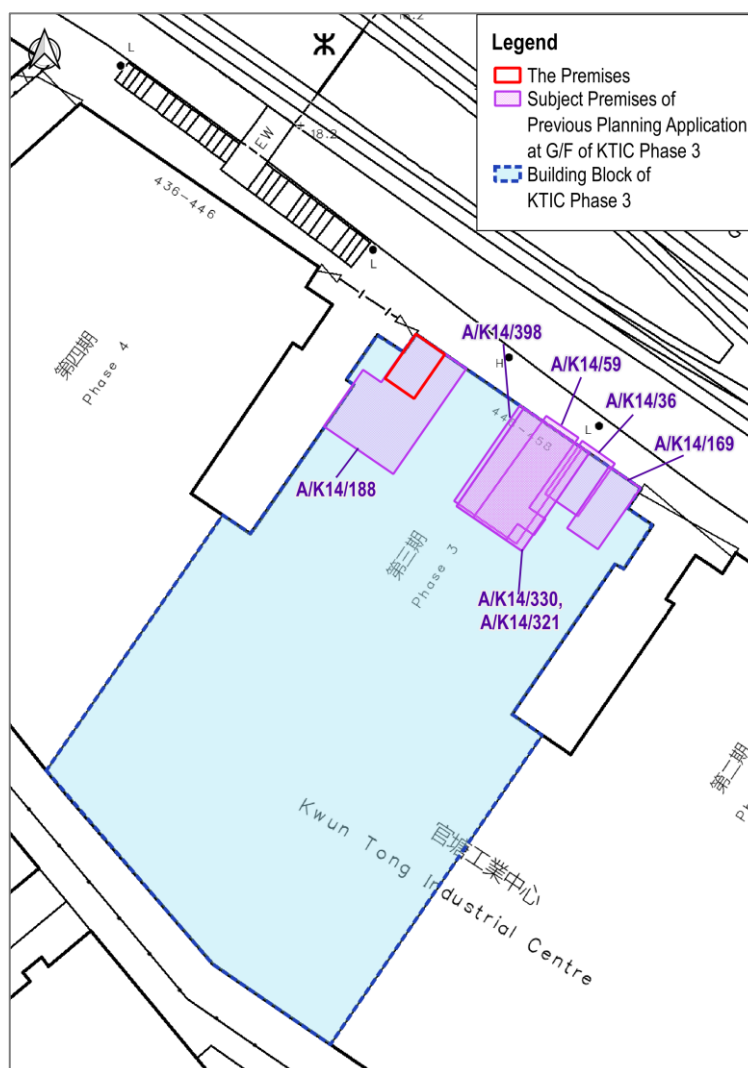 Legend
The Premises
Subject Premises of
Previous Planning Application
at G/F of KTIC Phase 3
Building Block of
KTIC Phase 3
L
18.2
EW
18.2
436-446
L
A/K14/398
H
A/K14/59
A/K14/36
L
A/K14/169
第四期
Phase 4
A/K14/188
第三期
Phase 3
A/K14/330,
A/K14/321
第二期
官塘工業中心
Kwun Tong Industrial Centre